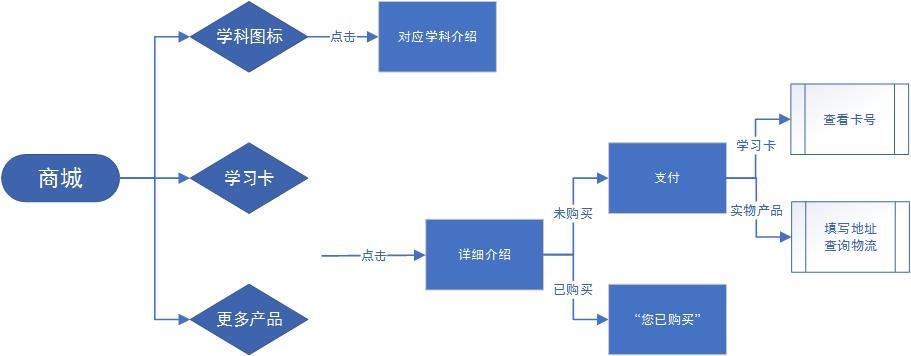 学科图标
点击
对应学科介绍
查看卡号
学习卡
商城
学习卡
支付
未购买
实物产品
填写地址
查询物流
点击
详细介绍
已购买
更多产品
“您已购买”